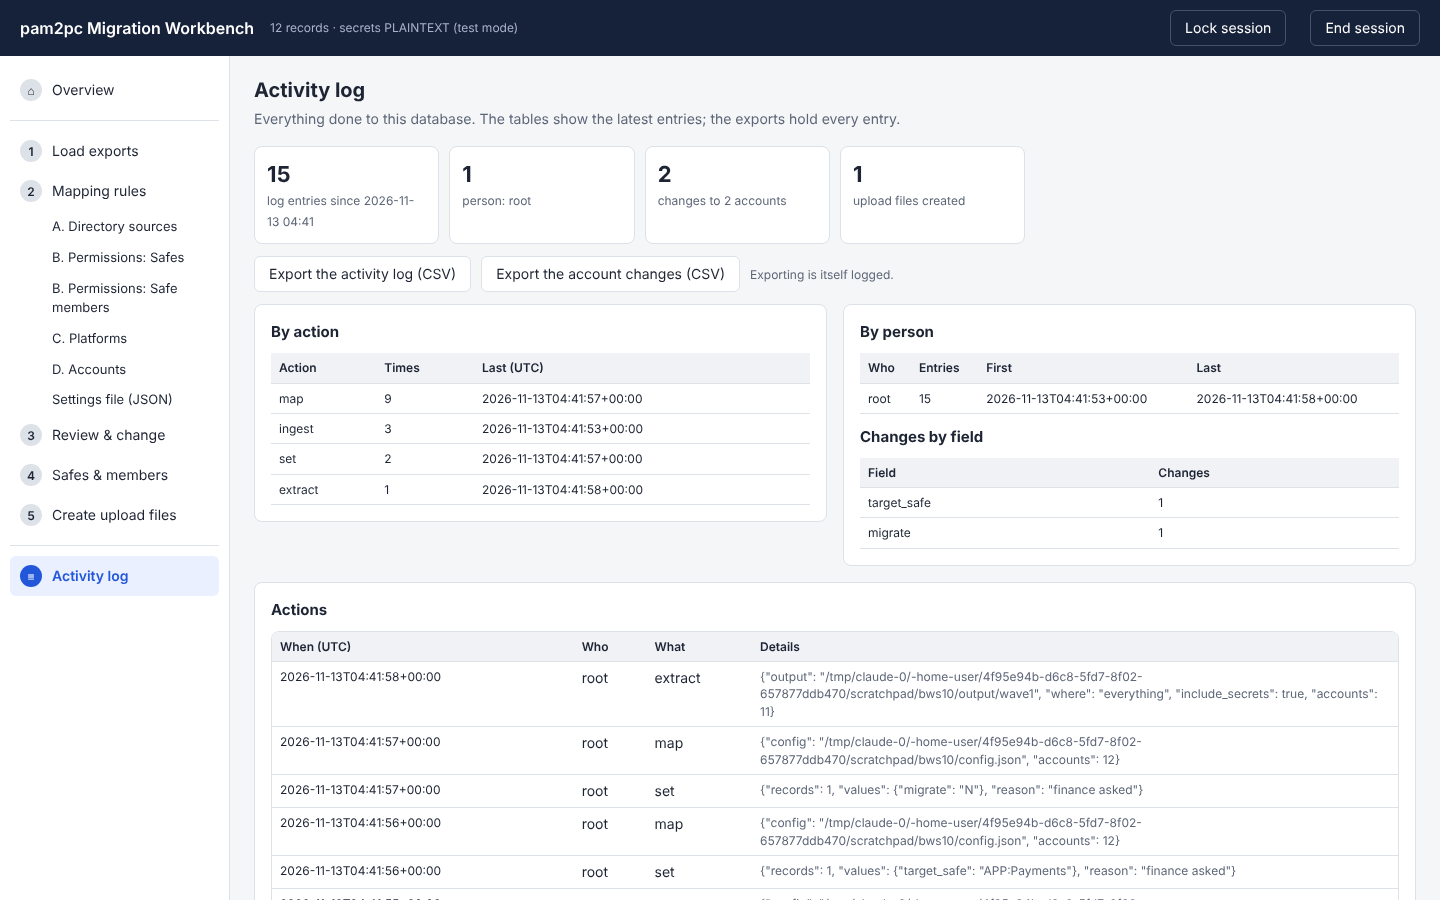 pam2pc Migration Workbench
12 records · secrets PLAINTEXT (test mode)
Lock session
End session
⌂ Overview
1 Load exports
2 Mapping rules
A. Directory sources
B. Permissions: Safes
B. Permissions: Safe
members
C. Platforms
D. Accounts
Settings file (JSON)
3 Review & change
4 Safes & members
5 Create upload files
≡ Activity log
Activity log
Everything done to this database. The tables show the latest entries; the exports hold every entry.
15
log entries since 2026-11-
13 04:41
1
person: root
2
changes to 2 accounts
1
upload files created
Export the activity log (CSV)
Export the account changes (CSV)
Exporting is itself logged.
By action
Action Times Last (UTC)
map 9 2026-11-13T04:41:57+00:00
ingest 3 2026-11-13T04:41:53+00:00
set 2 2026-11-13T04:41:57+00:00
extract 1 2026-11-13T04:41:58+00:00
By person
Who Entries First Last
root 15 2026-11-13T04:41:53+00:00 2026-11-13T04:41:58+00:00
Changes by field
Field Changes
target_safe 1
migrate 1
Actions
When (UTC) Who What Details
2026-11-13T04:41:58+00:00 root extract {"output": "/tmp/claude-0/-home-user/4f95e94b-d6c8-5fd7-8f02-
657877ddb470/scratchpad/bws10/output/wave1", "where": "everything", "include_secrets": true, "accounts":
11}
2026-11-13T04:41:57+00:00 root map {"config": "/tmp/claude-0/-home-user/4f95e94b-d6c8-5fd7-8f02-
657877ddb470/scratchpad/bws10/config.json", "accounts": 12}
2026-11-13T04:41:57+00:00 root set {"records": 1, "values": {"migrate": "N"}, "reason": "finance asked"}
2026-11-13T04:41:56+00:00 root map {"config": "/tmp/claude-0/-home-user/4f95e94b-d6c8-5fd7-8f02-
657877ddb470/scratchpad/bws10/config.json", "accounts": 12}
2026-11-13T04:41:56+00:00 root set {"records": 1, "values": {"target_safe": "APP:Payments"}, "reason": "finance asked"}